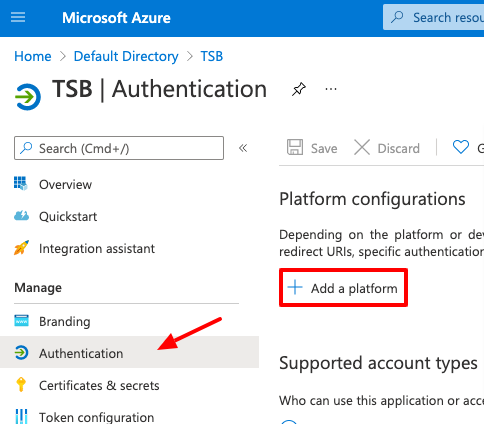 Microsoft Azure
Search resou
Home > Default Directory > TSB
TSB | Authentication
Search (Cmd+/)
«
Save
Discard
Overview
Quickstart
Integration assistant
Manage
Branding
Authentication
Certificates & secrets
Token configuration
Platform configurations
Depending on the platform or dev
redirect URIs, specific authentication
+ Add a platform
Supported account types
Who can use this application or acce